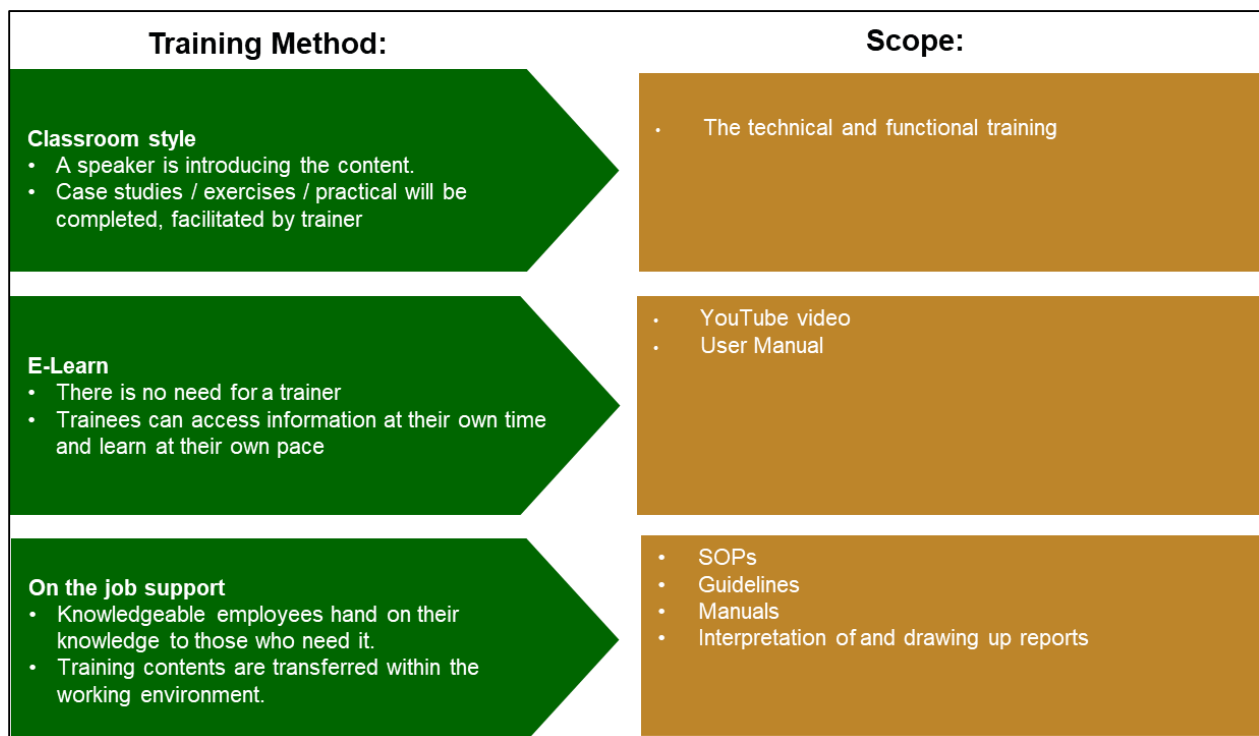 Training Method:
Scope:
Classroom style
• A speaker is introducing the content.
• Case studies / exercises / practical will be
completed, facilitated by trainer
• The technical and functional training
E-Learn
• There is no need for a trainer
• Trainees can access information at their own time
and learn at their own pace
• YouTube video
• User Manual
On the job support
• Knowledgeable employees hand on their
knowledge to those who need it.
• Training contents are transferred within the
working environment.
• SOPs
• Guidelines
• Manuals
• Interpretation of and drawing up reports